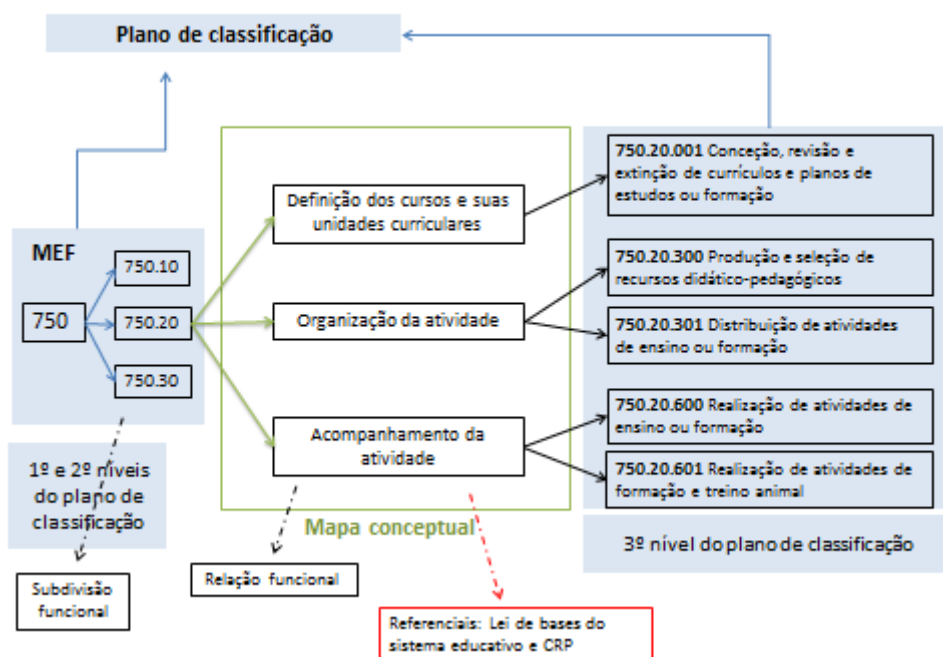 Plano de classificação
MEF
750
750.10
750.20
750.30
1º e 2º níveis
do plano de
classificação
Subdivisão
funcional
Definição dos cursos e suas
unidades curriculares
Organização da atividade
Acompanhamento da
atividade
Mapa conceptual
Relação funcional
Referenciais: Lei de bases do
sistema educativo e CRP
750.20.001 Conceção, revisão e
extinção de currículos e planos de
estudos ou formação
750.20.300 Produção e seleção de
recursos didático-pedagógicos
750.20.301 Distribuição de atividades
de ensino ou formação
750.20.600 Realização de atividades de
ensino ou formação
750.20.601 Realização de atividades de
formação e treino animal
3º nível do plano de classificação